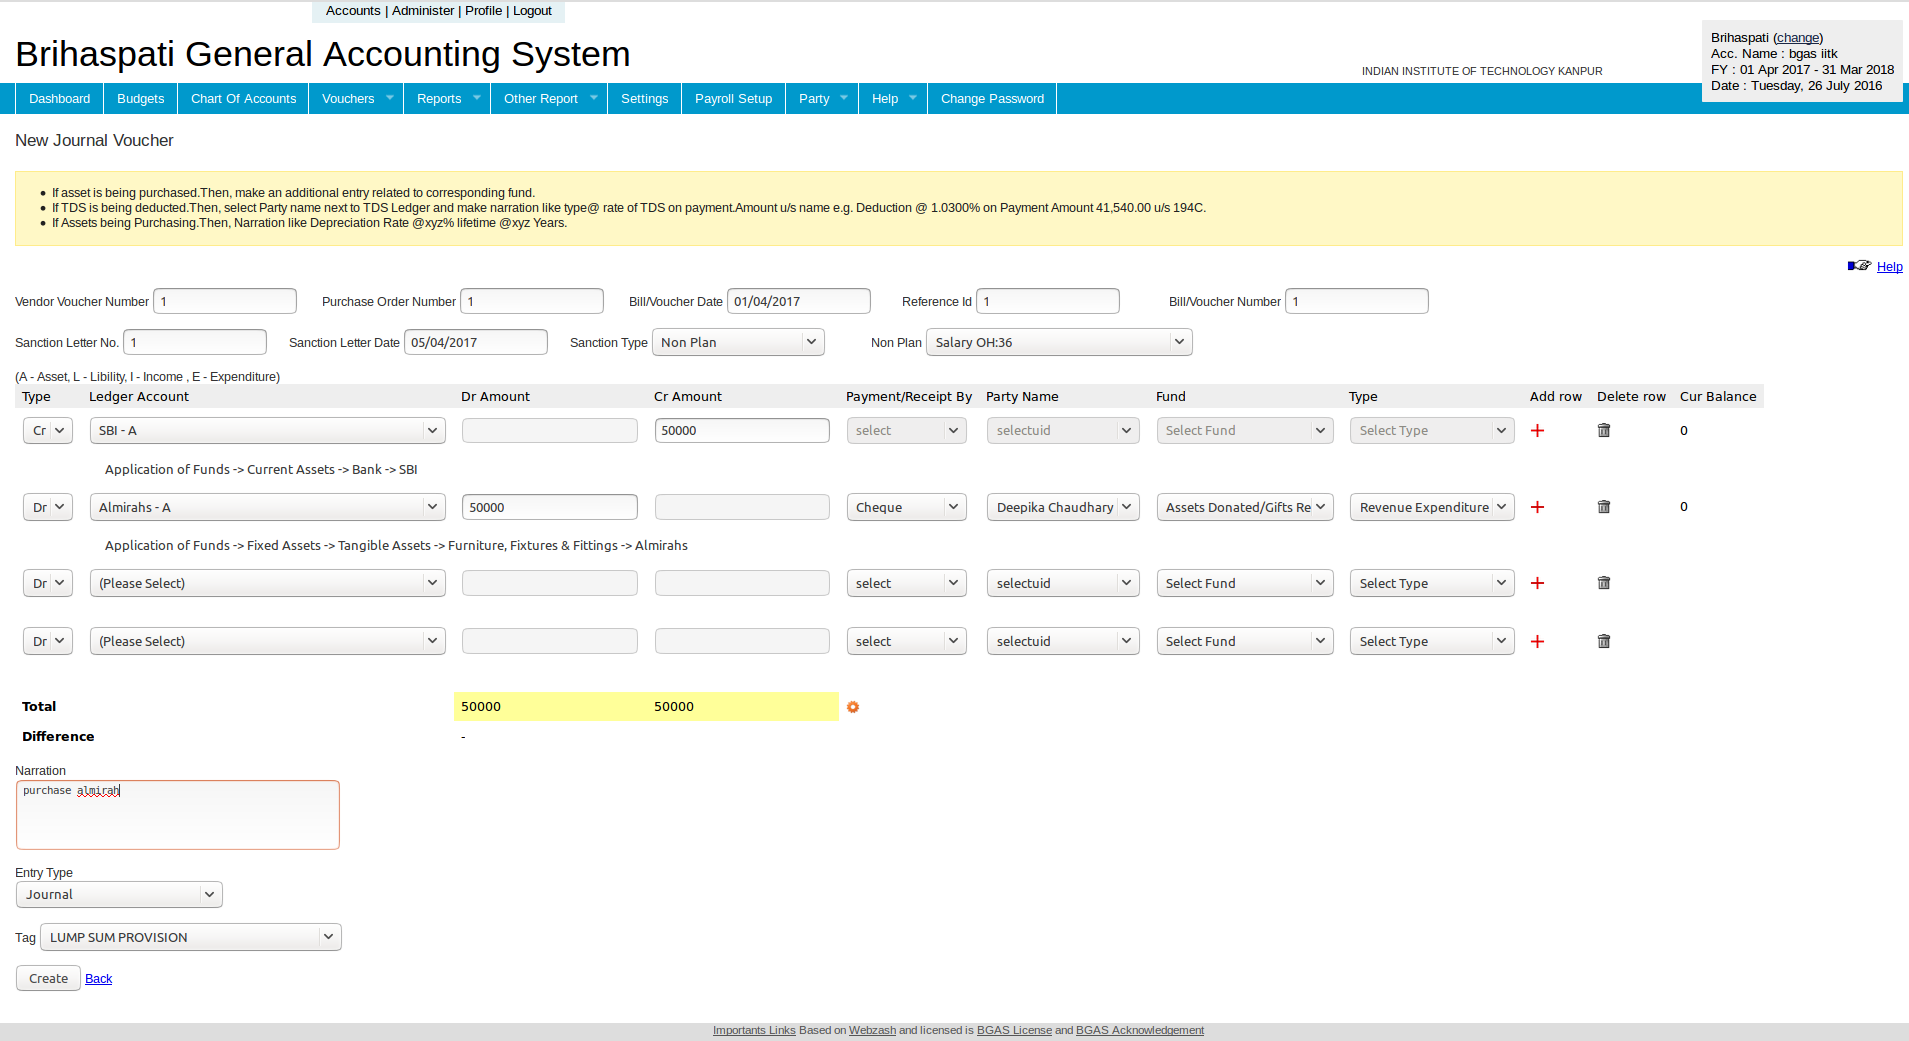 Accounts | Administer | Profile | Logout
Brihaspati General Accounting System
INDIAN INSTITUTE OF TECHNOLOGY KANPUR
Brihaspati (change)
Acc. Name : bgas iitk
FY : 01 Apr 2017 - 31 Mar 2018
Date : Tuesday, 26 July 2016
Dashboard Budgets Chart Of Accounts Vouchers Reports Other Report Settings Payroll Setup Party Help Change Password
New Journal Voucher
If asset is being purchased.Then, make an additional entry related to corresponding fund.
If TDS is being deducted.Then, select Party name next to TDS Ledger and make narration like type@ rate of TDS on payment.Amount u/s name e.g. Deduction @ 1.0300% on Payment Amount 41,540.00 u/s 194C.
If Assets being Purchasing.Then, Narration like Depreciation Rate @xyz% lifetime @xyz Years.
Help
Vendor Voucher Number 1 Purchase Order Number 1 Bill/Voucher Date 01/04/2017 Reference Id 1 Bill/Voucher Number 1
Sanction Letter No. 1 Sanction Letter Date 05/04/2017 Sanction Type Non Plan Non Plan Salary OH:36
(A - Asset, L - Libility, I - Income , E - Expenditure)
Type Ledger Account Dr Amount Cr Amount Payment/Receipt By Party Name Fund Type Add row Delete row Cur Balance
Cr SBI - A 50000 select selectuid Select Fund Select Type 0
Application of Funds -> Current Assets -> Bank -> SBI
Dr Almirahs - A 50000 Cheque Deepika Chaudhary Assets Donated/Gifts Re Revenue Expenditure 0
Application of Funds -> Fixed Assets -> Tangible Assets -> Furniture, Fixtures & Fittings -> Almirahs
Dr (Please Select) select selectuid Select Fund Select Type
Dr (Please Select) select selectuid Select Fund Select Type
Total 50000 50000
Difference -
Narration
purchase almirah
Entry Type
Journal
Tag LUMP SUM PROVISION
Create Back
Importants Links Based on Webzash and licensed is BGAS License and BGAS Acknowledgement